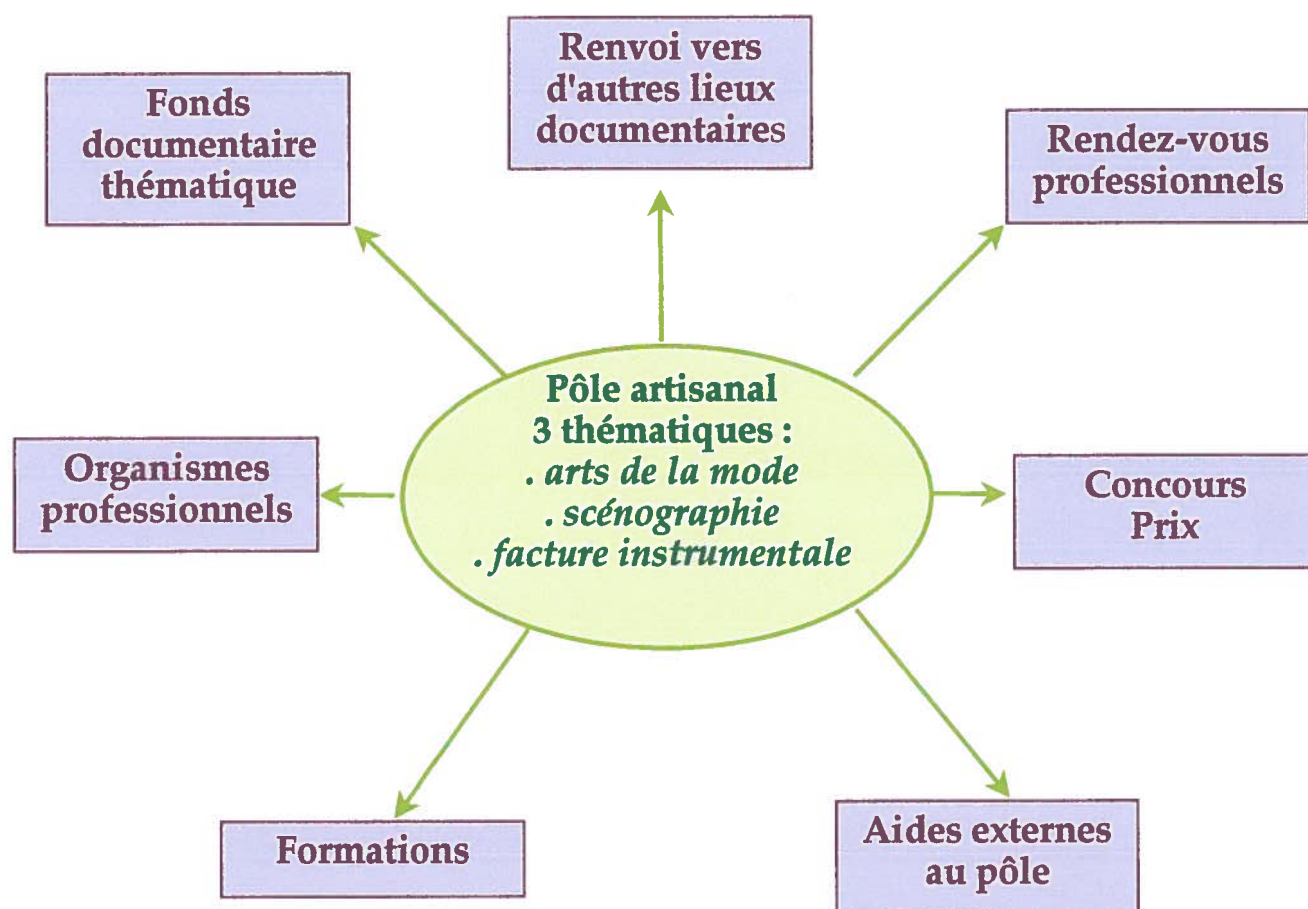 Renvoi vers
d'autres lieux
documentaires
Fonds
documentaire
thématique
Rendez-vous
professionnels
Pôle artisanal
3 thématiques :
. arts de la mode
. scénographie
. facture instrumentale
Organismes
professionnels
Concours
Prix
Formations
Aides externes
au pôle